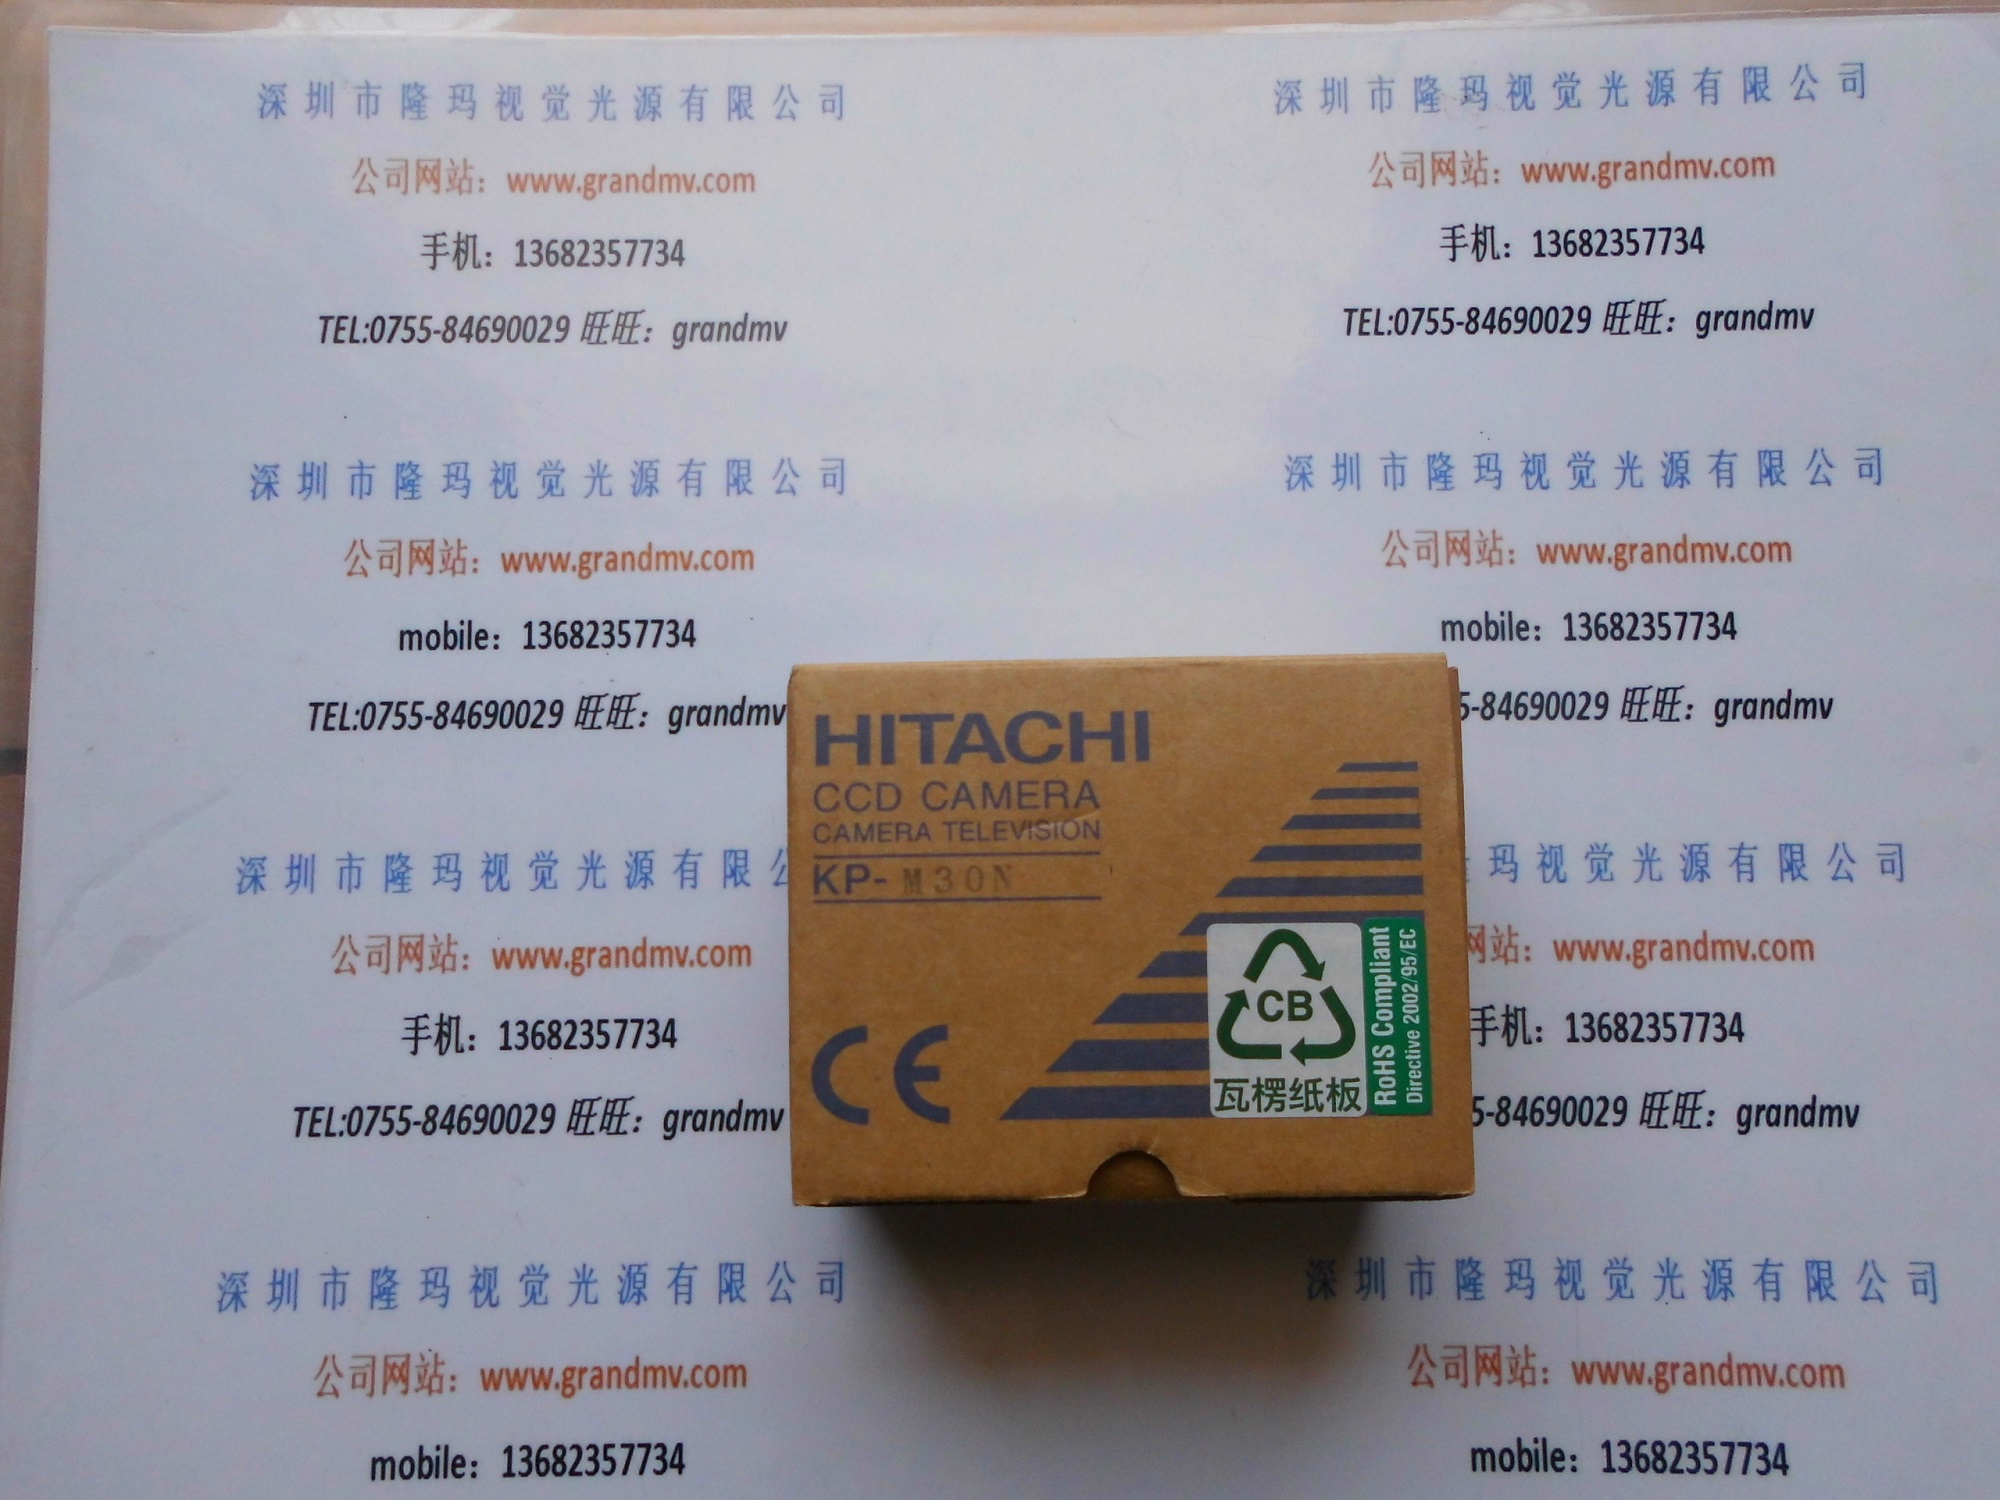 深圳市隆玛视觉光源有限公司
公司网站：www.grandmv.com
手机：13682357734
TEL:0755-84690029 旺旺：grandmv
深圳市隆玛视觉光源有限公司
公司网站：www.grandmv.com
手机：13682357734
TEL:0755-84690029 旺旺：grandmv
深圳市隆玛视觉光源有限公司
公司网站：www.grandmv.com
mobile：13682357734
TEL:0755-84690029 旺旺：grandmv
深圳市隆玛视觉光源有限公司
公司网站：www.grandmv.com
mobile：13682357734
5-84690029 旺旺：grandmv
HITACHI
CCD CAMERA
CAMERA TELEVISION
KP-M30N
CE
CB
瓦楞纸板
RoHS Compliant
Directive 2002/95/EC
深圳市隆玛视觉光源有限公
公司网站：www.grandmv.com
手机：13682357734
TEL:0755-84690029 旺旺：grandmv
玛视觉光源有限公司
网站：www.grandmv.com
手机：13682357734
5-84690029 旺旺：grandmv
深圳市隆玛视觉光源有限公司
公司网站：www.grandmv.com
mobile：13682357734
深圳市隆玛视觉光源有限公司
公司网站：www.grandmv.com
mobile：13682357734